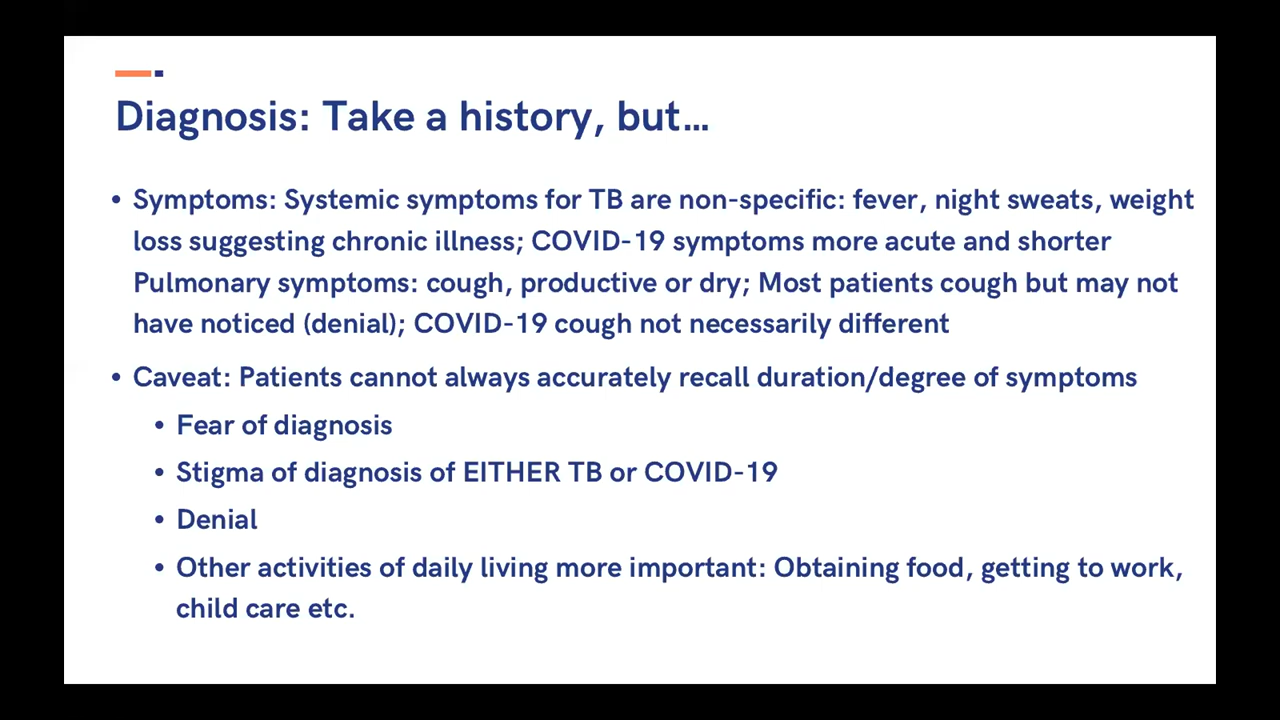 Diagnosis: Take a history, but...
• Symptoms: Systemic symptoms for TB are non-specific: fever, night sweats, weight
loss suggesting chronic illness; COVID-19 symptoms more acute and shorter
Pulmonary symptoms: cough, productive or dry; Most patients cough but may not
have noticed (denial); COVID-19 cough not necessarily different
• Caveat: Patients cannot always accurately recall duration/degree of symptoms
• Fear of diagnosis
• Stigma of diagnosis of EITHER TB or COVID-19
• Denial
• Other activities of daily living more important: Obtaining food, getting to work,
child care etc.